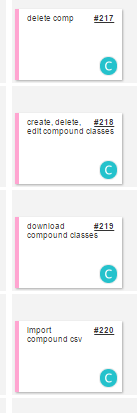 delete comp #217
C
create, delete, #218
edit compound classes
C
download #219
compound classes
C
Import #220
compound csv
C